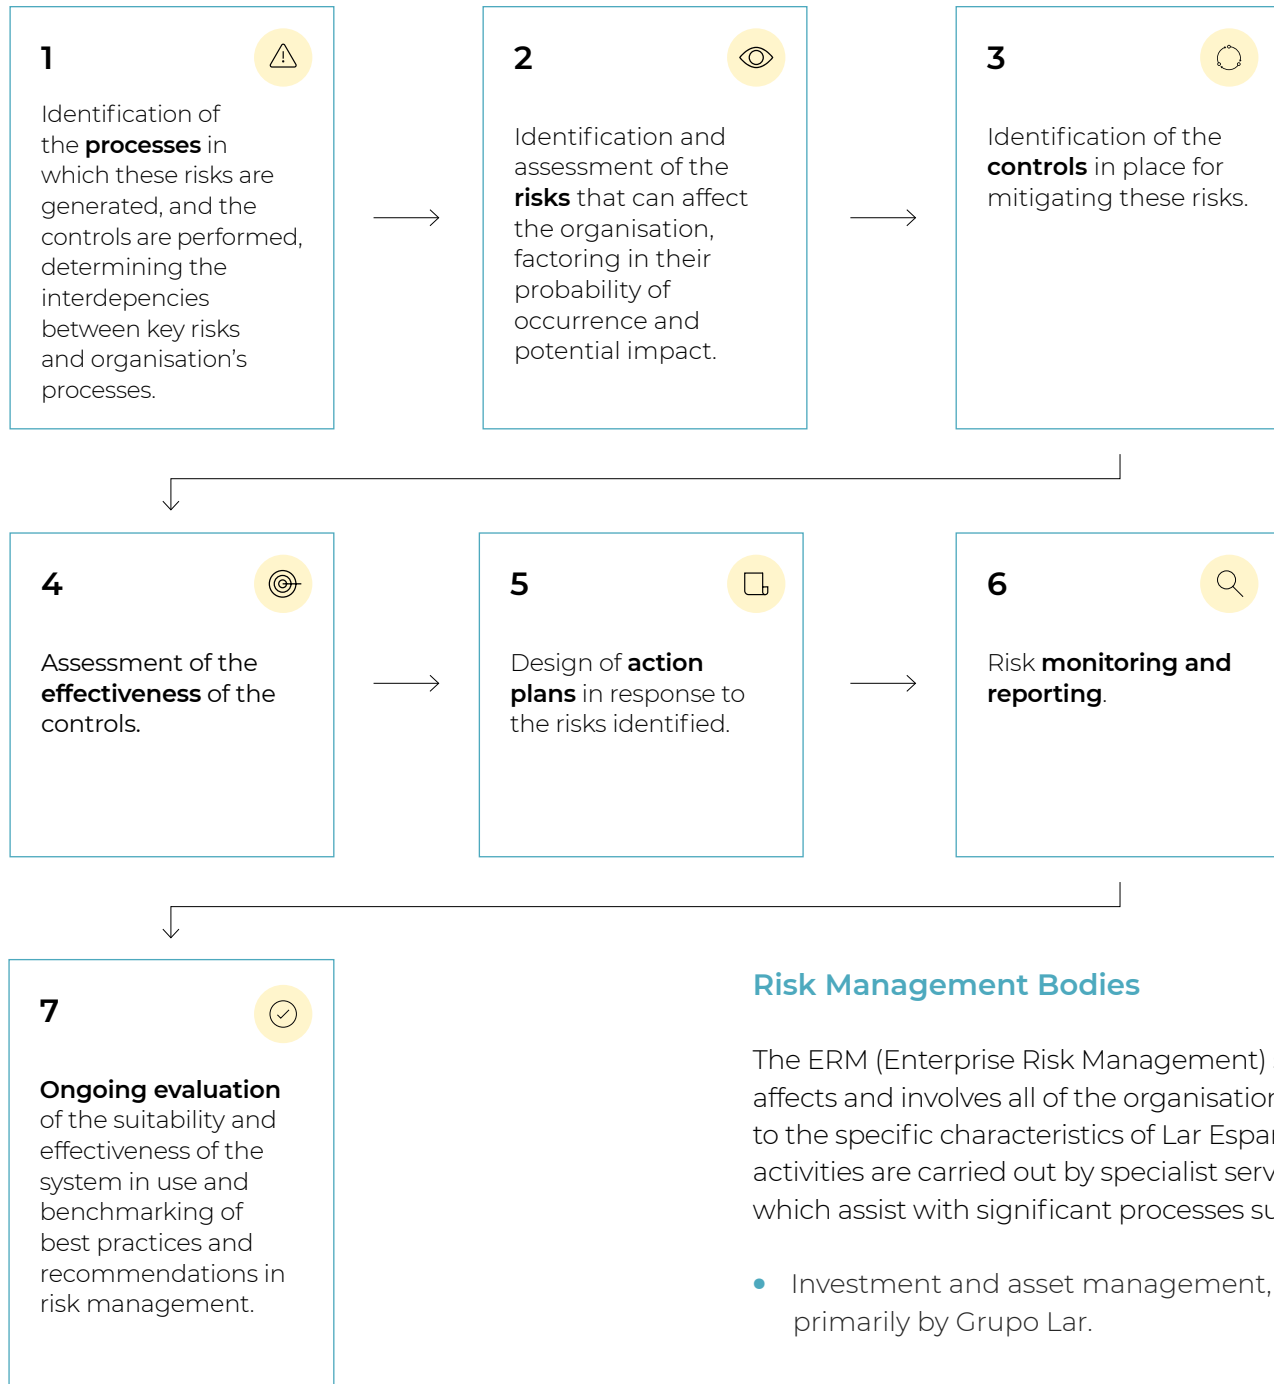 1
Identification of
the processes in
which these risks are
generated, and the
controls are performed,
determining the
interdepencies
between key risks
and organisation's
processes.
2
Identification and
assessment of the
risks that can affect
the organisation,
factoring in their
probability of
occurrence and
potential impact.
3
Identification of the
controls in place for
mitigating these risks.
4
Assessment of the
effectiveness of the
controls.
5
Design of action
plans in response to
the risks identified.
6
Risk monitoring and
reporting.
7
Ongoing evaluation
of the suitability and
effectiveness of the
system in use and
benchmarking of
best practices and
recommendations in
risk management.
Risk Management Bodies
The ERM (Enterprise Risk Management)
affects and involves all of the
to the specific characteristics of Lar
activities are carried out by specialist
which assist with significant processes
• Investment and asset management,
primarily by Grupo Lar.